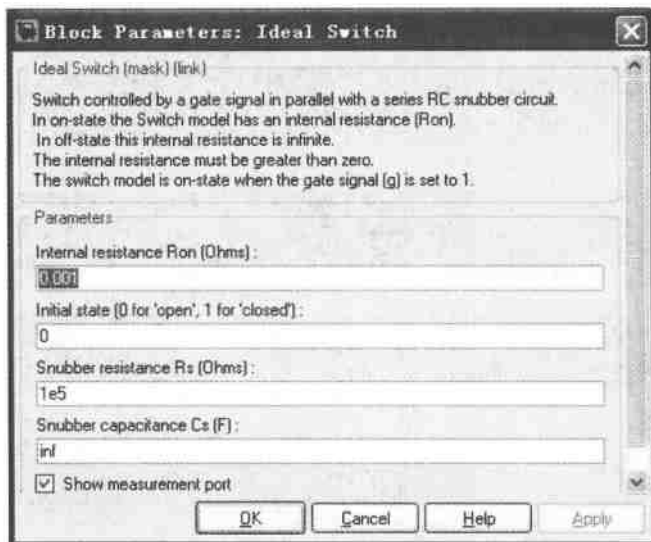 Block Parameters: Ideal Switch
Ideal Switch (mask) (link)
Switch controlled by a gate signal in parallel with a series RC snubber circuit.
In on-state the Switch model has an internal resistance (Ron).
In off-state this internal resistance is infinite.
The internal resistance must be greater than zero.
The switch model is on-state when the gate signal (g) is set to 1.
Parameters
Internal resistance Ron (Ohms) :
0.001
Initial state (0 for 'open', 1 for 'closed') :
0
Snubber resistance Rs (Ohms) :
1e5
Snubber capacitance Cs (F) :
inf
Show measurement port
OK Cancel Help Apply